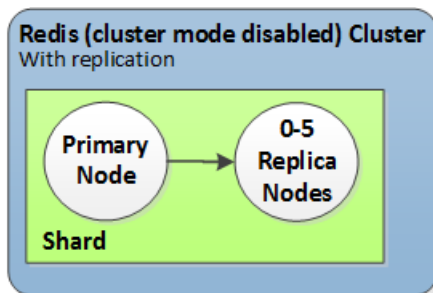 Redis (cluster mode disabled) Cluster
With replication
Primary
Node
0-5
Replica
Nodes
Shard